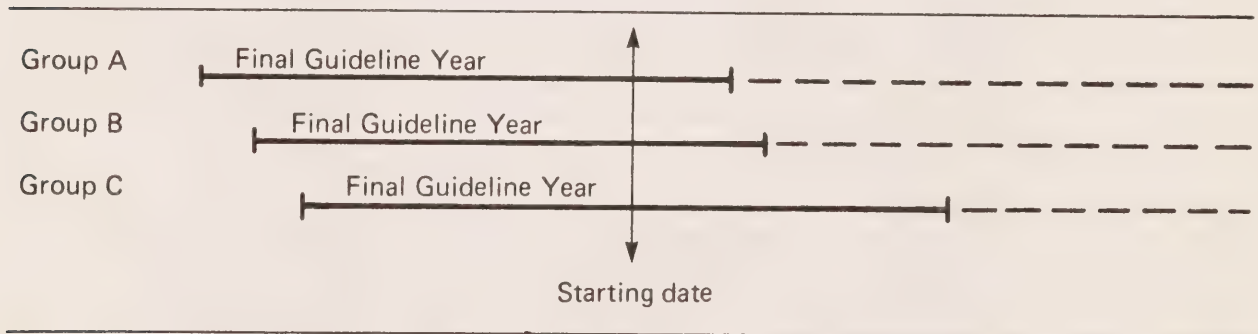 Group A Final Guideline Year
Group B Final Guideline Year
Group C Final Guideline Year
Starting date